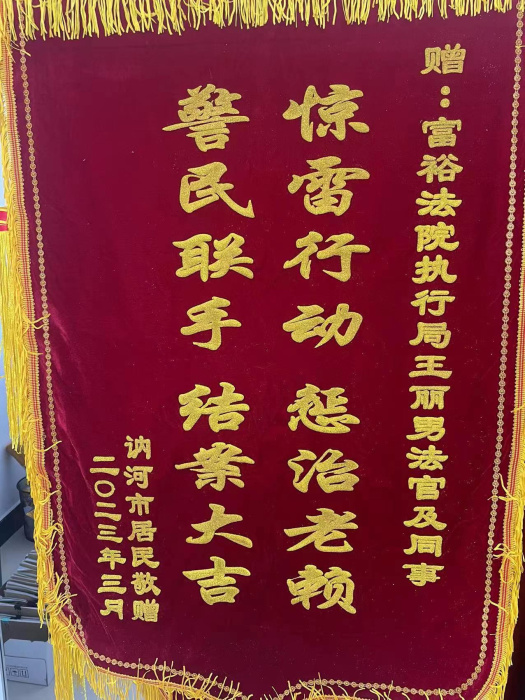 赠：富裕法院执行局王丽男法官及同事
惊雷行动 惩治老赖
警民联手 结案大吉
讷河市居民敬赠
二〇二三年三月